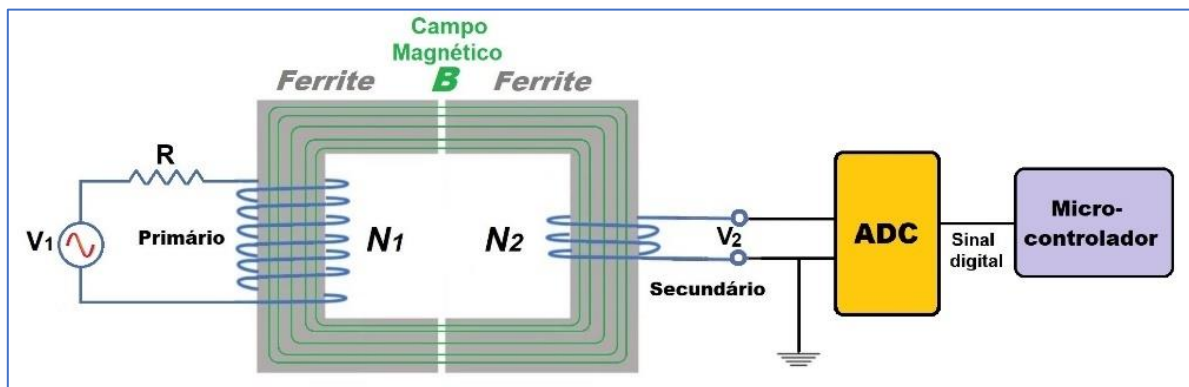 Campo
Magnético
Ferrite B Ferrite
R
V1
Primário
N1
N2
V2
Secundário
ADC
Sinal
digital
Micro-
controlador